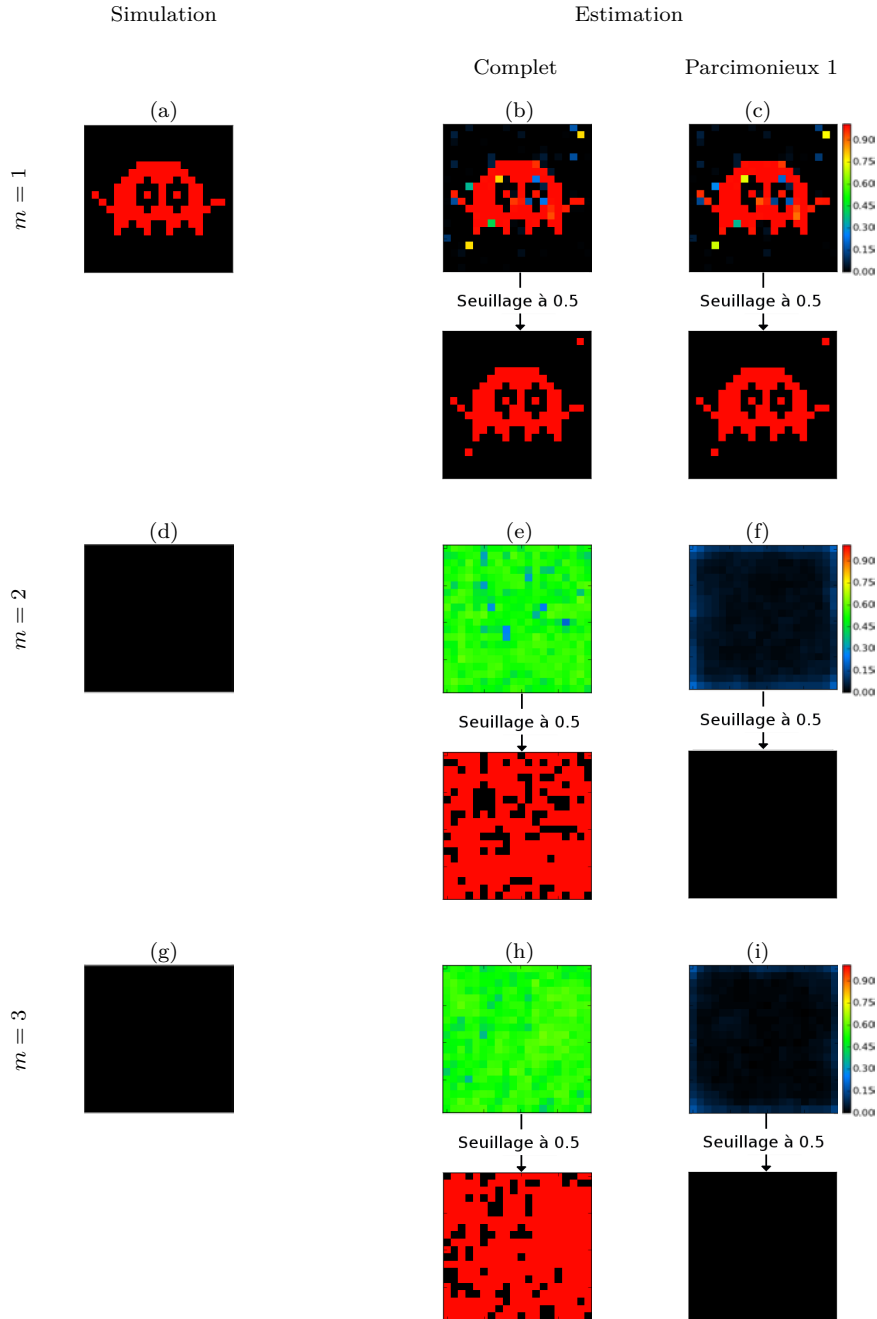 Simulation
Estimation
Complet
Parcimonieux 1
(a)
(b)
(c)
m = 1
0.90
0.75
0.60
0.45
0.30
0.15
0.00
Seuillage à 0.5
Seuillage à 0.5
(d)
(e)
(f)
m = 2
0.90
0.75
0.60
0.45
0.30
0.15
0.00
Seuillage à 0.5
Seuillage à 0.5
(g)
(h)
(i)
m = 3
0.90
0.75
0.60
0.45
0.30
0.15
0.00
Seuillage à 0.5
Seuillage à 0.5